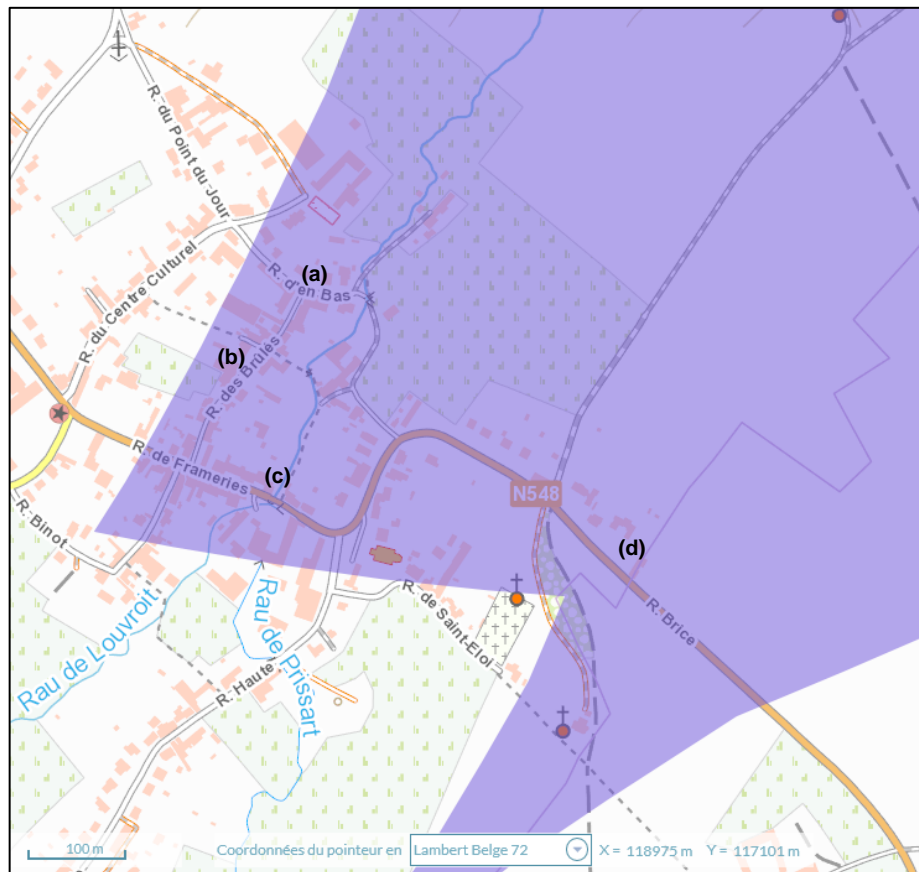 R. du Point du Jour
R. du Centre Culturel
(a)
R. d'en Bas
(b)
R. des Brûlés
R. de Frameries
(c)
N548
R. Binot
(d)
R. Brice
Rau de Louvroit
Rau de Prissart
R. de Saint-Eloi
R. Haute
100 m
Coordonnées du pointeur en Lambert Belge 72 X = 118975 m Y = 117101 m